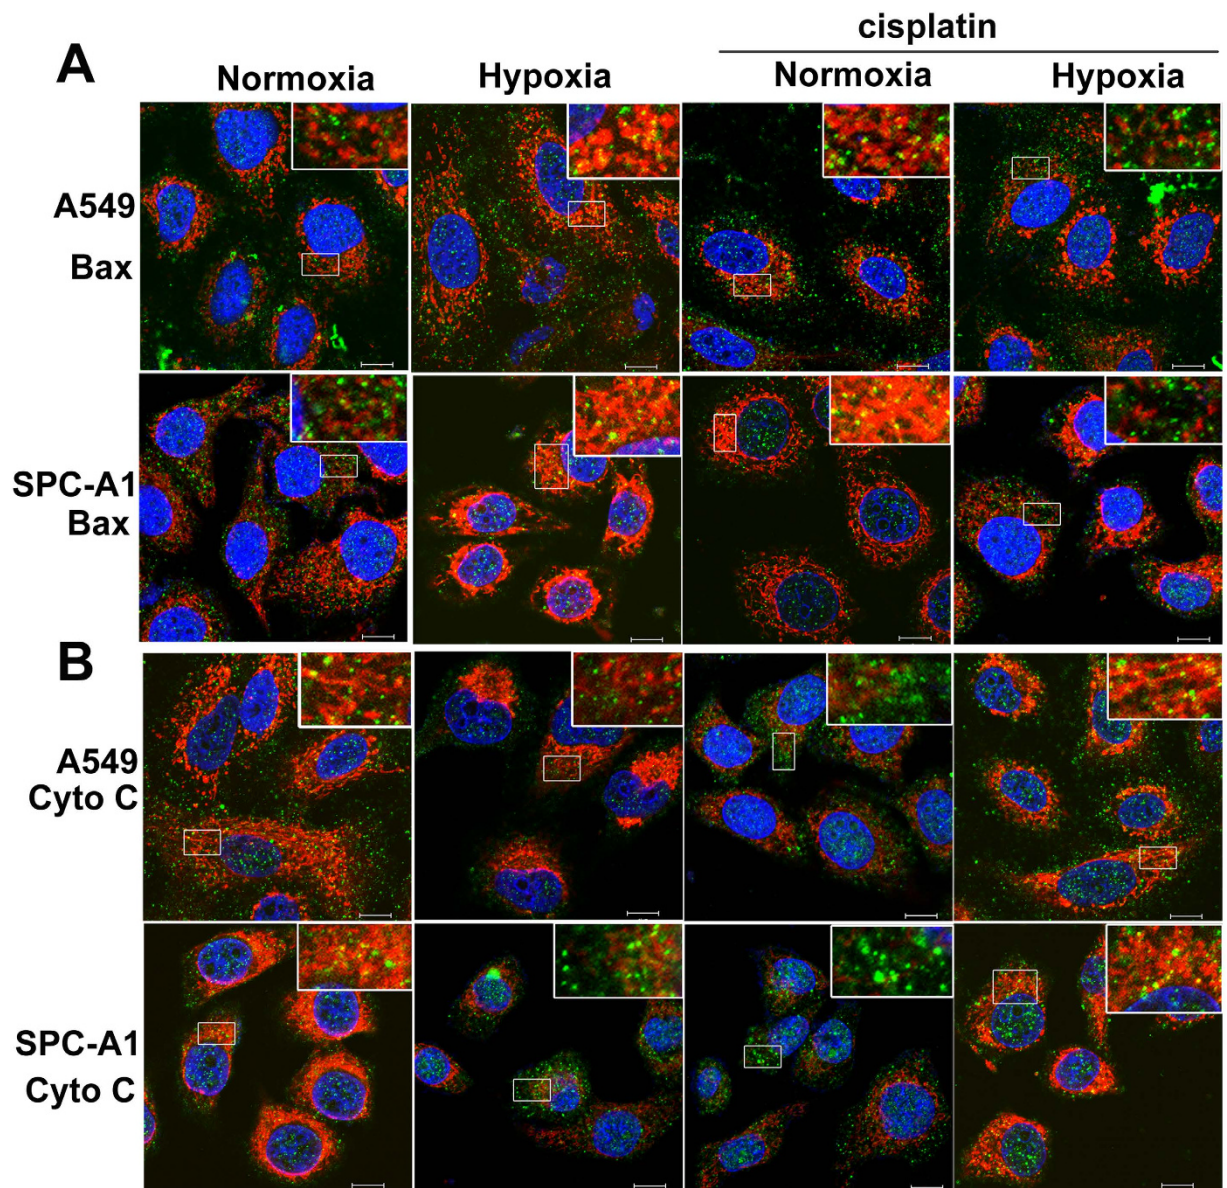 cisplatin
A
Normoxia
Hypoxia
Normoxia
Hypoxia
A549
Bax
SPC-A1
Bax
B
A549
Cyto C
SPC-A1
Cyto C